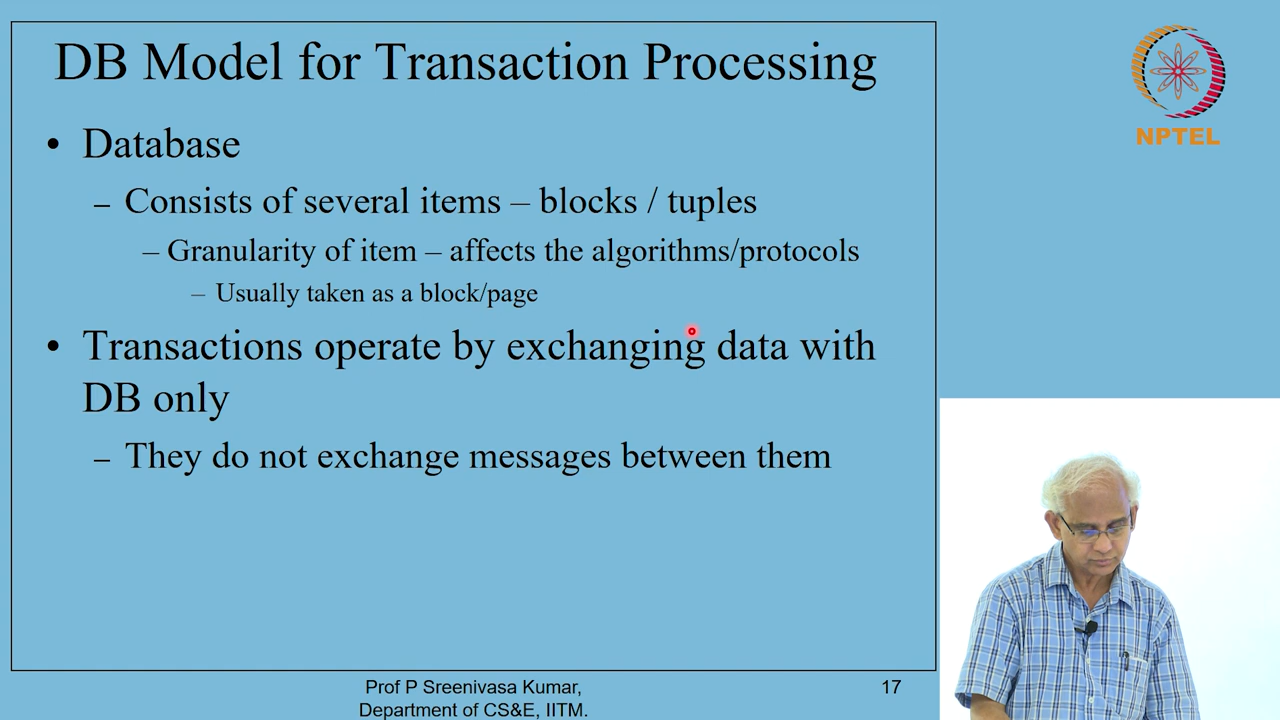 DB Model for Transaction Processing
• Database
– Consists of several items – blocks / tuples
– Granularity of item – affects the algorithms/protocols
– Usually taken as a block/page
• Transactions operate by exchanging data with
DB only
– They do not exchange messages between them
Prof P Sreenivasa Kumar,
Department of CS&E, IITM.
17
NPTEL